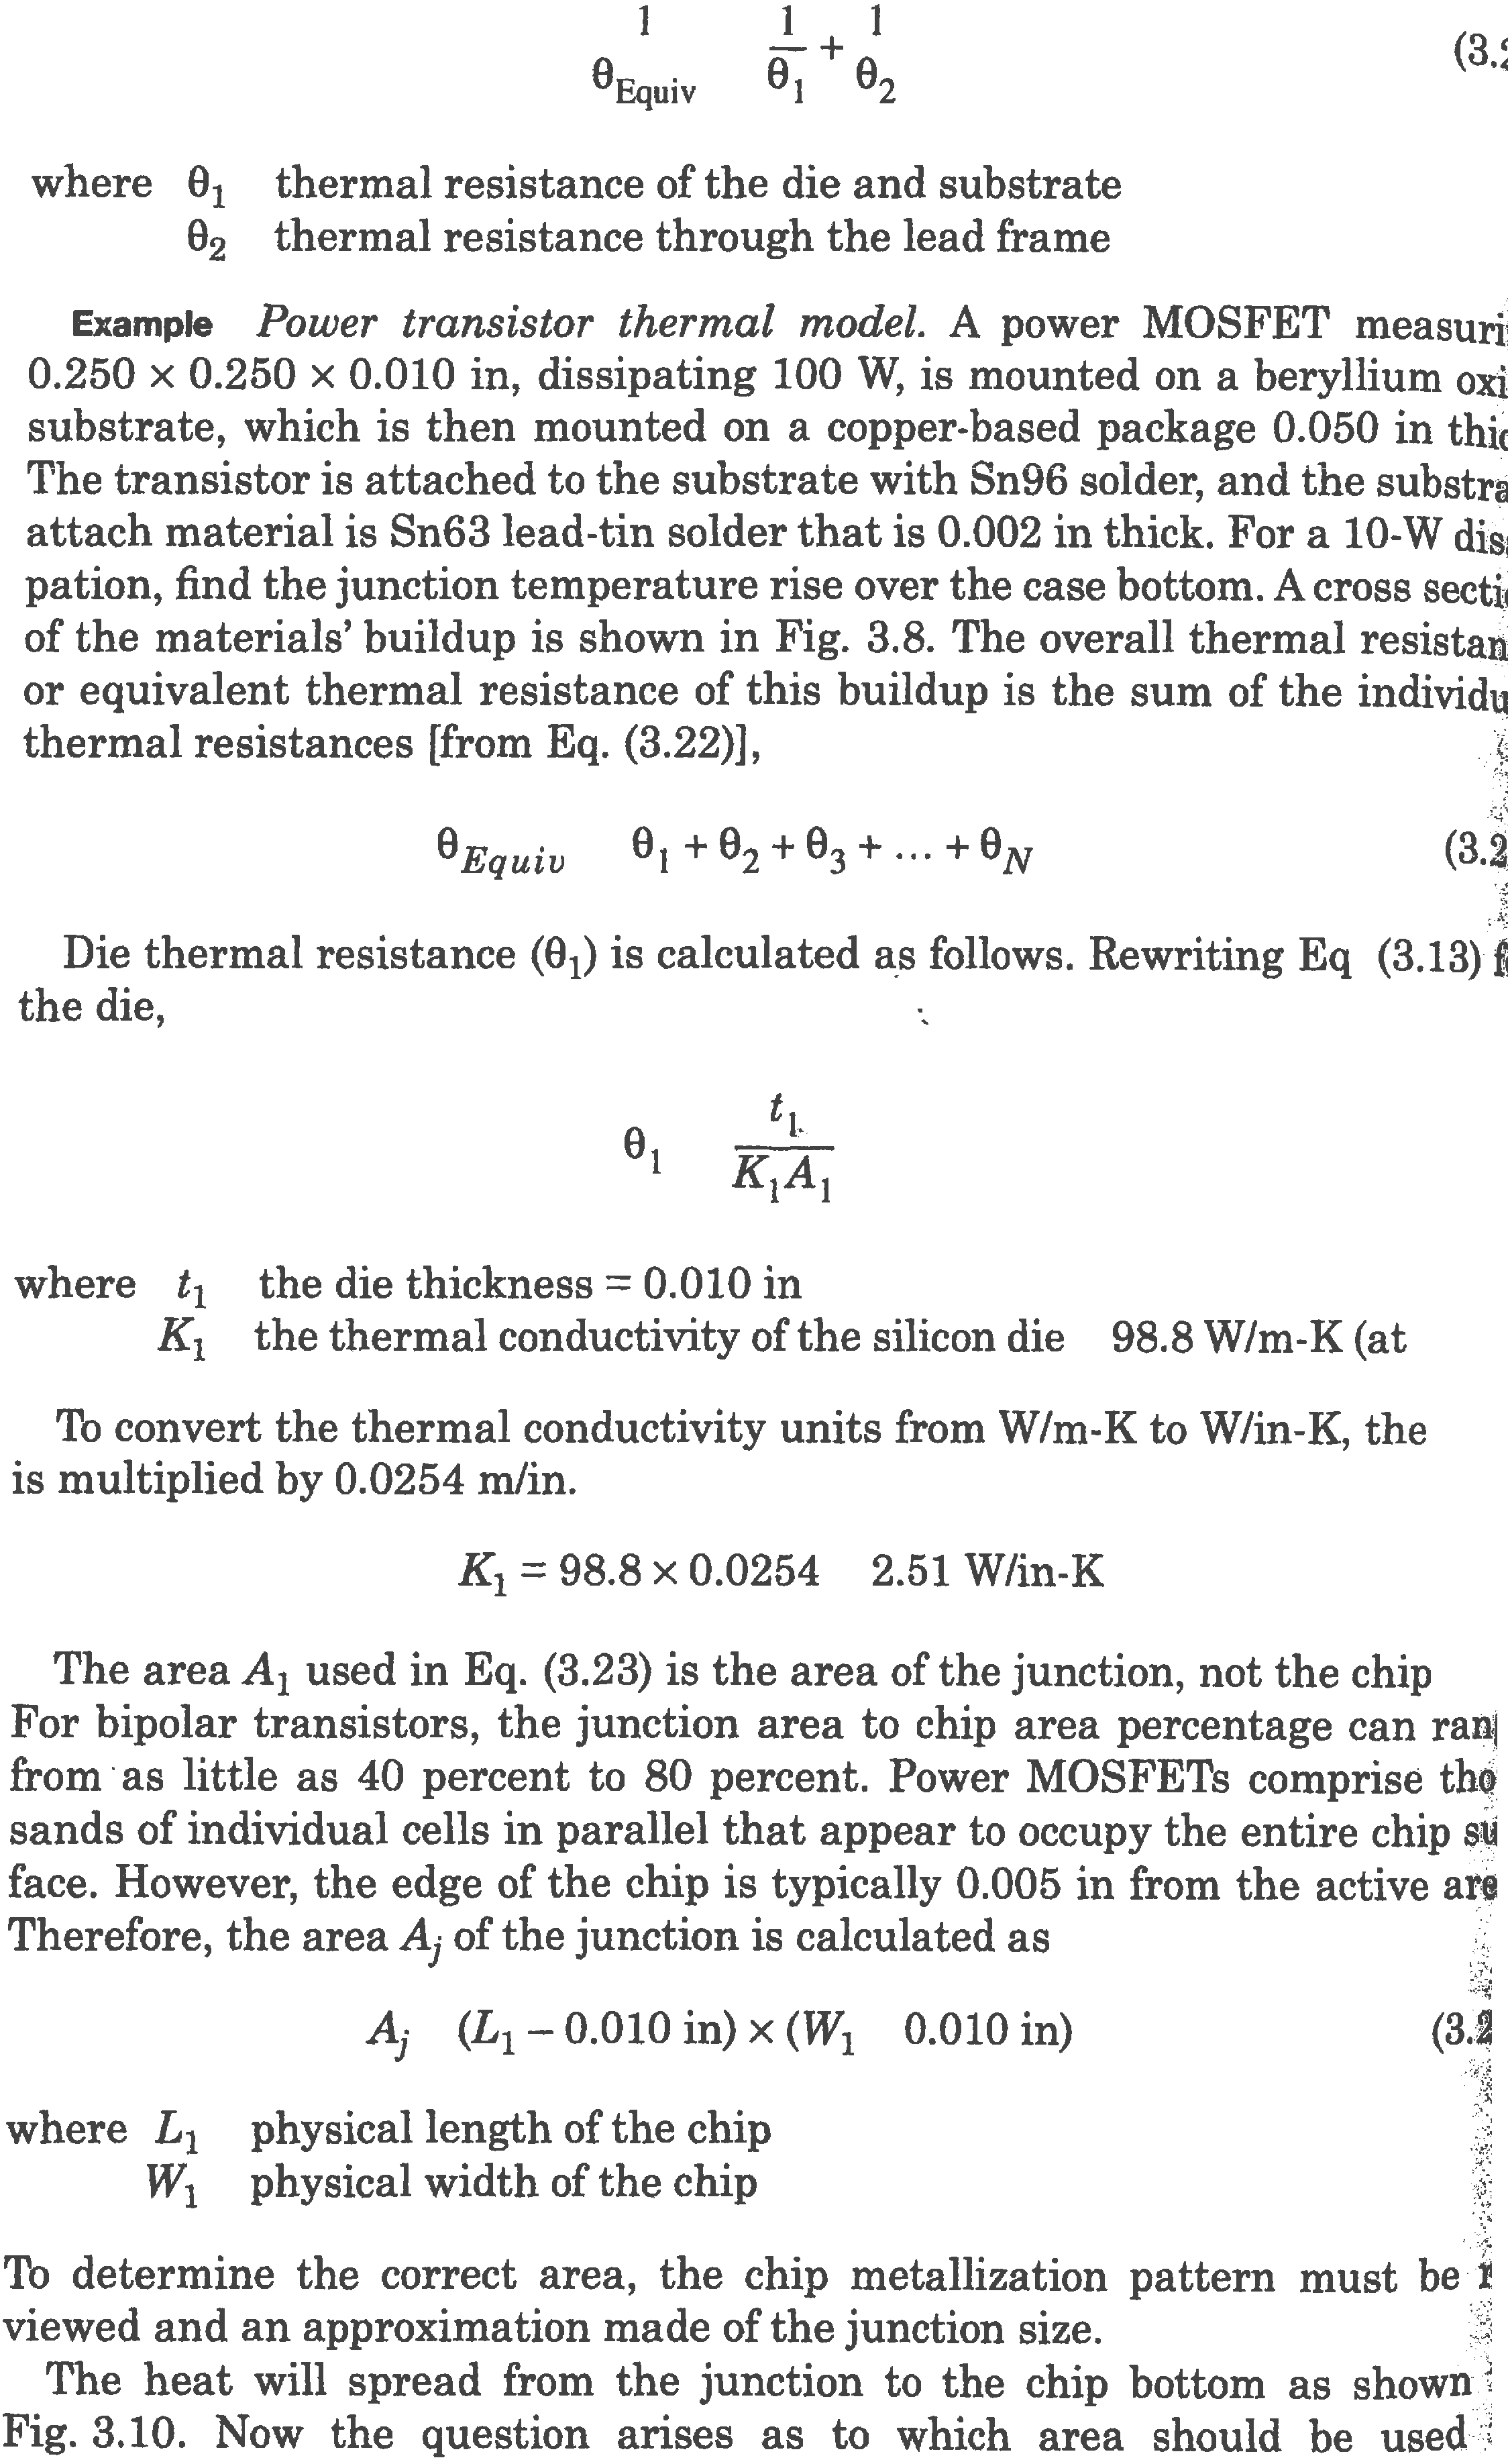 1 1 1
— + 
θEquiv θ1 θ2 (3.2
where θ1 thermal resistance of the die and substrate
θ2 thermal resistance through the lead frame
Example Power transistor thermal model. A power MOSFET measuri
0.250 × 0.250 × 0.010 in, dissipating 100 W, is mounted on a beryllium oxi
substrate, which is then mounted on a copper-based package 0.050 in thic
The transistor is attached to the substrate with Sn96 solder, and the substra
attach material is Sn63 lead-tin solder that is 0.002 in thick. For a 10-W dis
pation, find the junction temperature rise over the case bottom. A cross secti
of the materials' buildup is shown in Fig. 3.8. The overall thermal resistan
or equivalent thermal resistance of this buildup is the sum of the individu
thermal resistances [from Eq. (3.22)],
θEquiv θ1 + θ2 + θ3 + ... + θN (3.2
Die thermal resistance (θ1) is calculated as follows. Rewriting Eq (3.13) f
the die,
t1
θ1
K1A1
where t1 the die thickness = 0.010 in
K1 the thermal conductivity of the silicon die 98.8 W/m-K (at
To convert the thermal conductivity units from W/m-K to W/in-K, the
is multiplied by 0.0254 m/in.
K1 = 98.8 × 0.0254 2.51 W/in-K
The area A1 used in Eq. (3.23) is the area of the junction, not the chip
For bipolar transistors, the junction area to chip area percentage can ran
from as little as 40 percent to 80 percent. Power MOSFETs comprise tho
sands of individual cells in parallel that appear to occupy the entire chip su
face. However, the edge of the chip is typically 0.005 in from the active are
Therefore, the area Aj of the junction is calculated as
Aj (L1 – 0.010 in) × (W1 0.010 in) (3.2
where L1 physical length of the chip
W1 physical width of the chip
To determine the correct area, the chip metallization pattern must be r
viewed and an approximation made of the junction size.
The heat will spread from the junction to the chip bottom as shown
Fig. 3.10. Now the question arises as to which area should be used